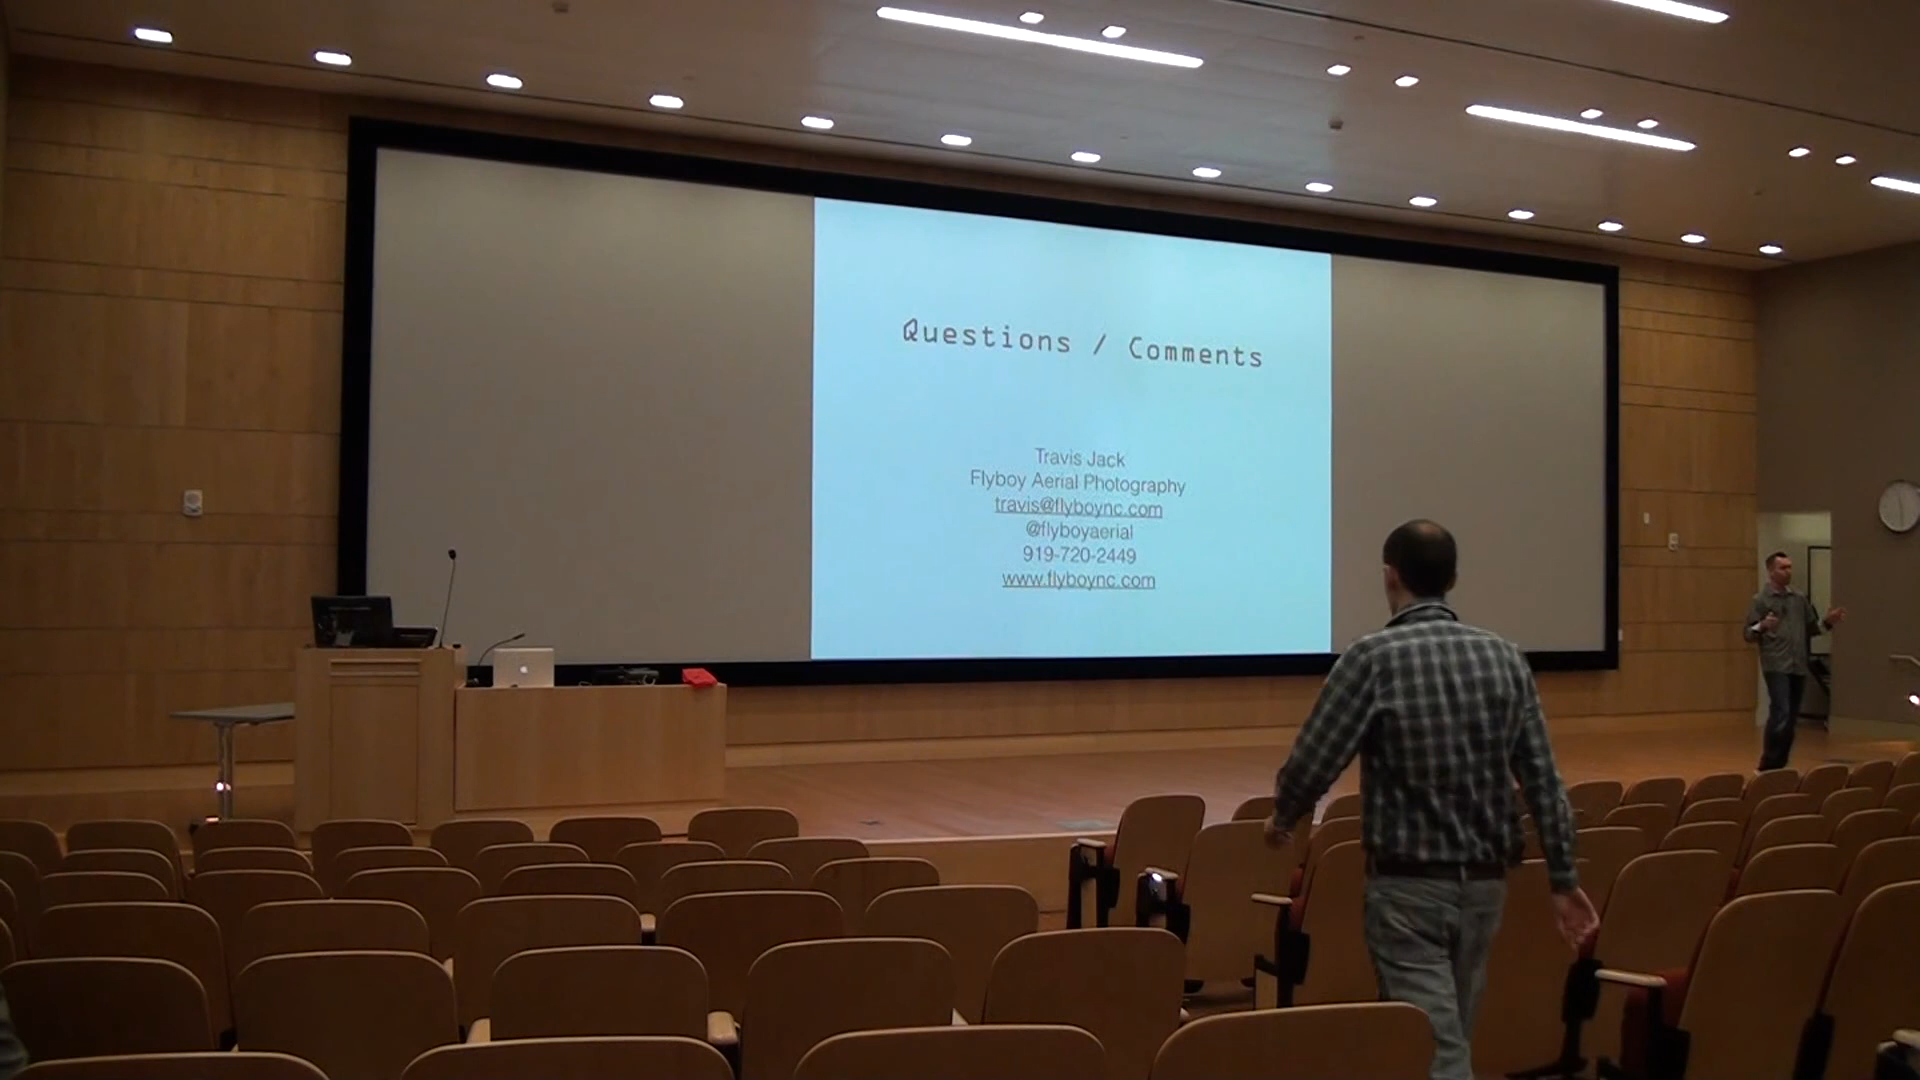 Questions / Comments
Travis Jack
Flyboy Aerial Photography
travis@flyboync.com
@flyboyaerial
919-720-2449
www.flyboync.com